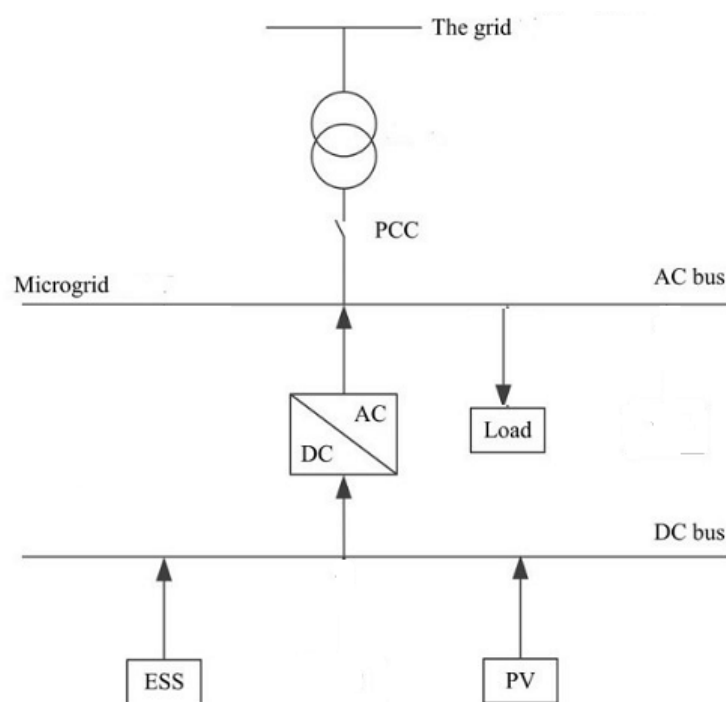 The grid
PCC
Microgrid
AC bus
AC
DC
Load
DC bus
ESS
PV